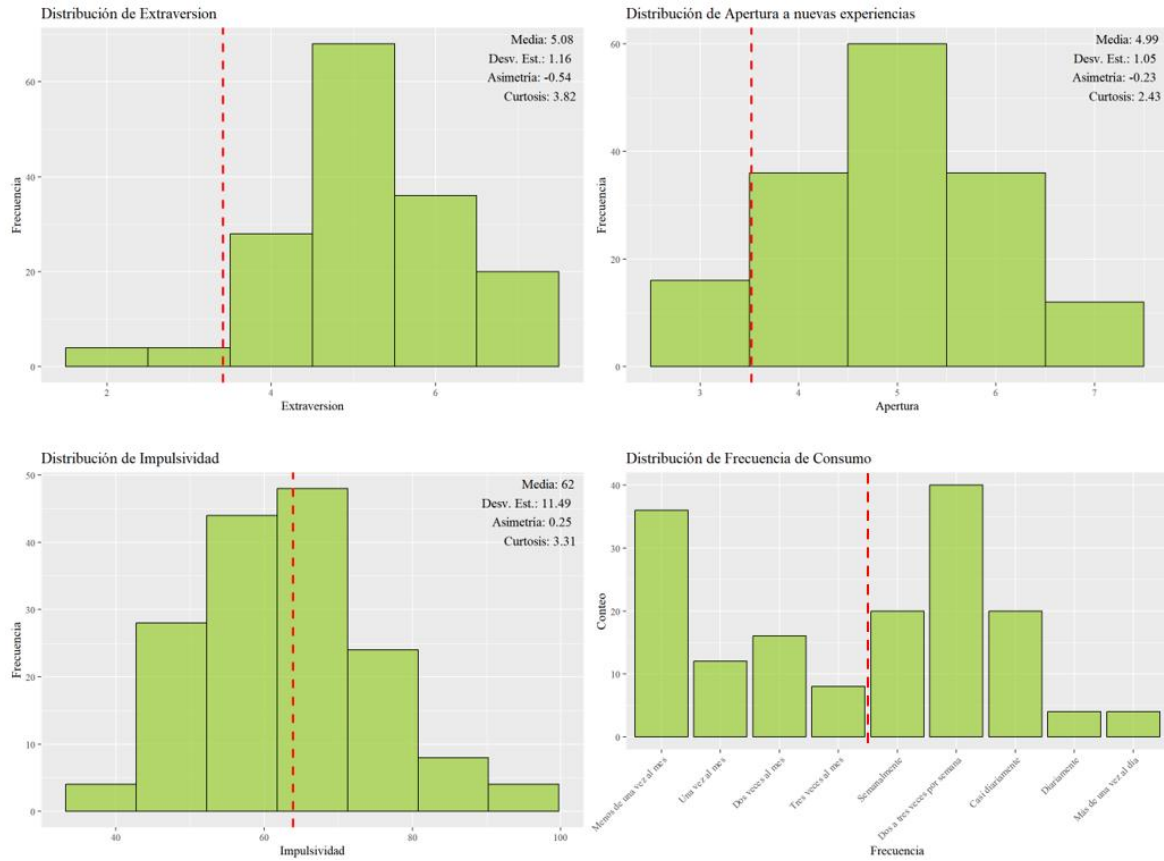 Distribución de Extraversion
Media: 5.08
Desv. Est.: 1.16
Asimetría: -0.54
Curtosis: 3.82
Frecuencia
60
40
20
0
2
4
6
Extraversion
Distribución de Apertura a nuevas experiencias
Media: 4.99
Desv. Est.: 1.05
Asimetría: -0.23
Curtosis: 2.43
Frecuencia
60
40
20
0
3
4
5
6
7
Apertura
Distribución de Impulsividad
Media: 62
Desv. Est.: 11.49
Asimetría: 0.25
Curtosis: 3.31
Frecuencia
50
40
30
20
10
0
40
60
80
100
Impulsividad
Distribución de Frecuencia de Consumo
Conteo
40
30
20
10
0
Menos de una vez al mes
Una vez al mes
Dos veces al mes
Tres veces al mes
Semanalmente
Dos a tres veces por semana
Casi diariamente
Diariamente
Más de una vez al día
Frecuencia